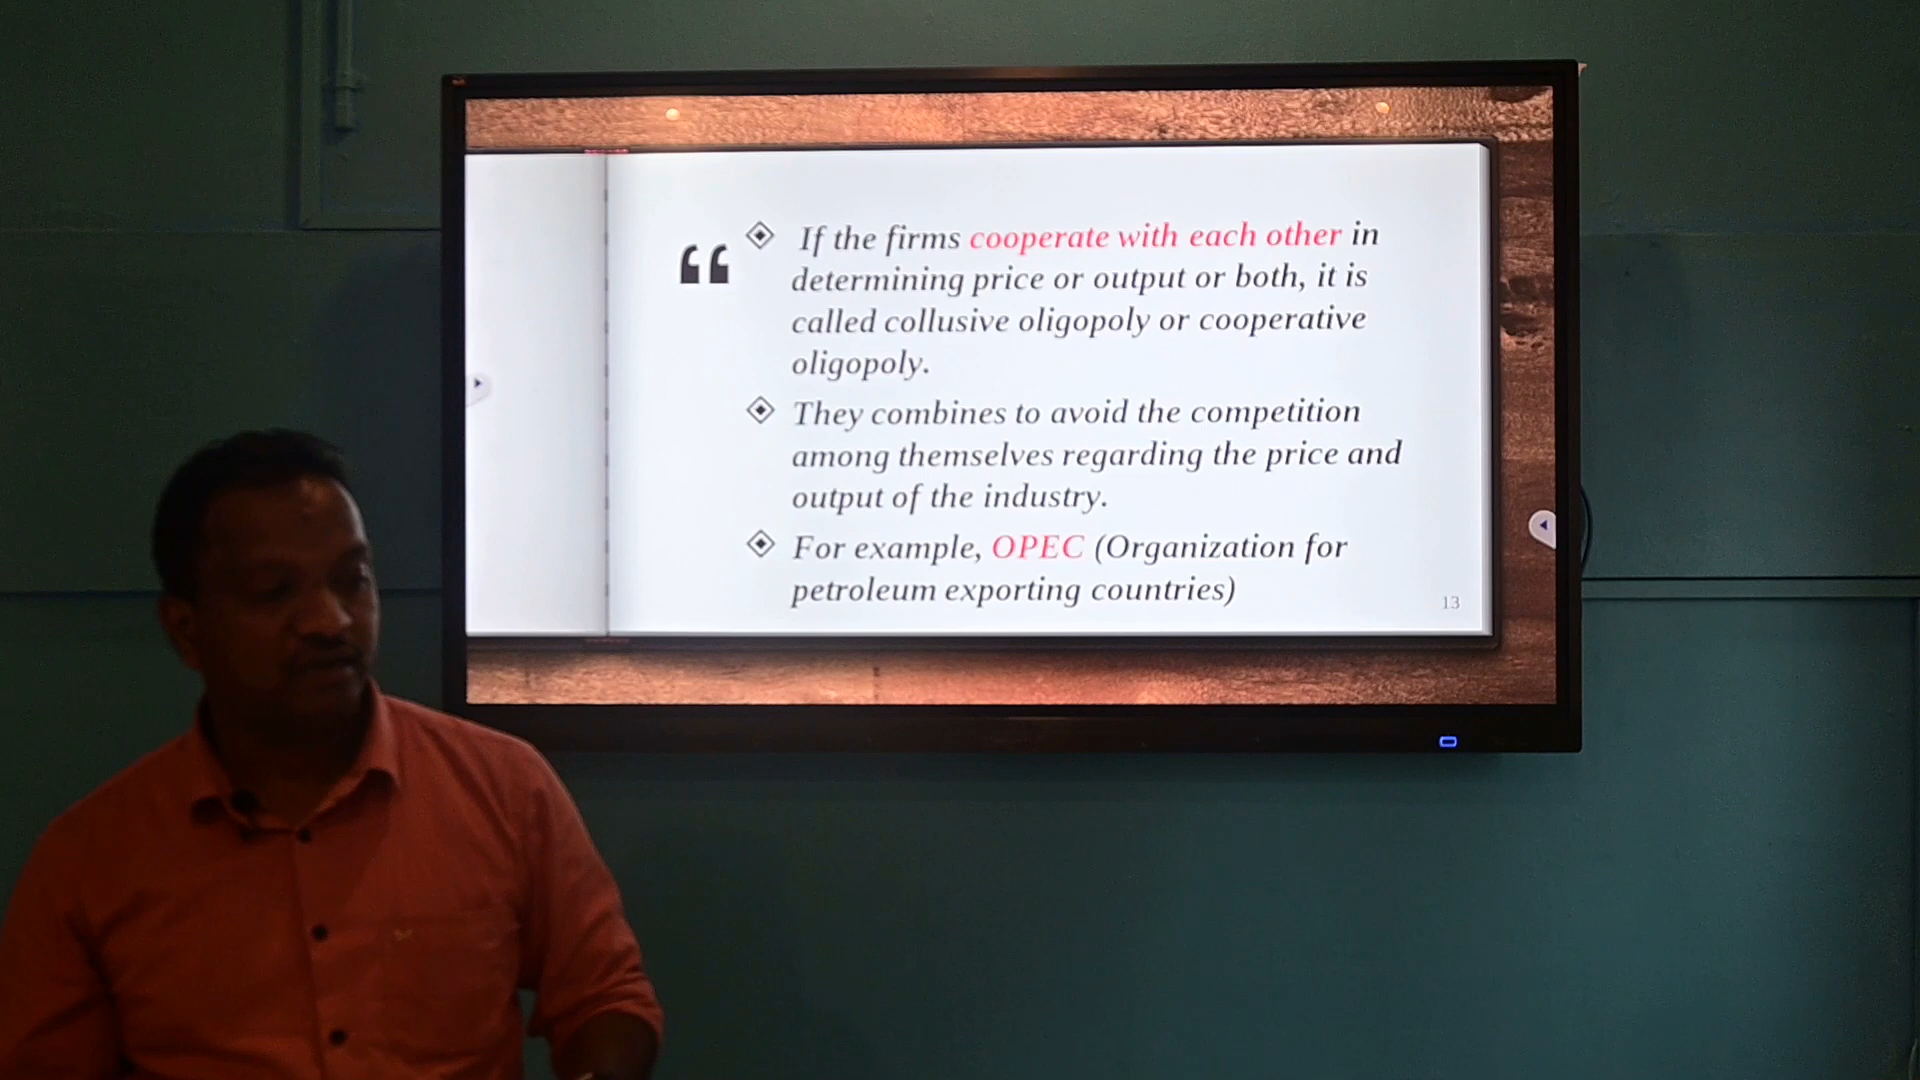 “
If the firms cooperate with each other in
determining price or output or both, it is
called collusive oligopoly or cooperative
oligopoly.
They combines to avoid the competition
among themselves regarding the price and
output of the industry.
For example, OPEC (Organization for
petroleum exporting countries)
13